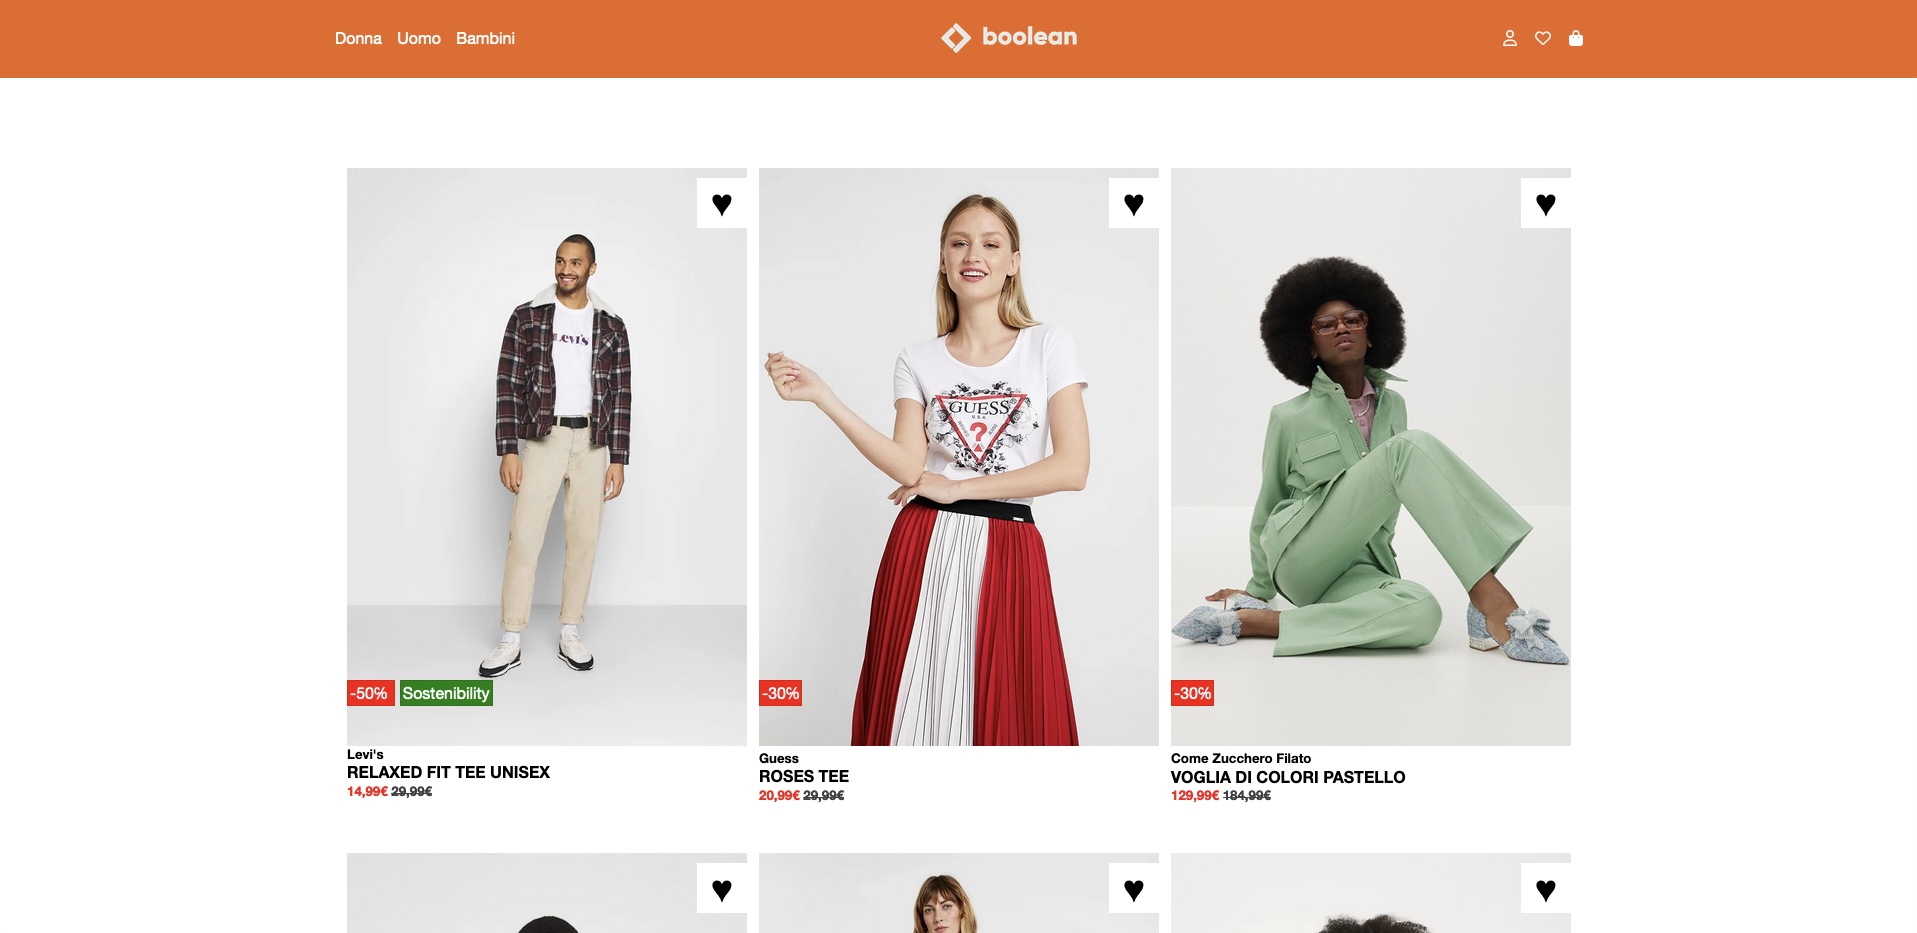 Donna Uomo Bambini
boolean
Levi's
GUESS
U.S.A.
?
-50%
Sostenibility
-30%
-30%
Levi's
RELAXED FIT TEE UNISEX
14,99€ 29,99€
Guess
ROSES TEE
20,99€ 29,99€
Come Zucchero Filato
VOGLIA DI COLORI PASTELLO
129,99€ 184,99€